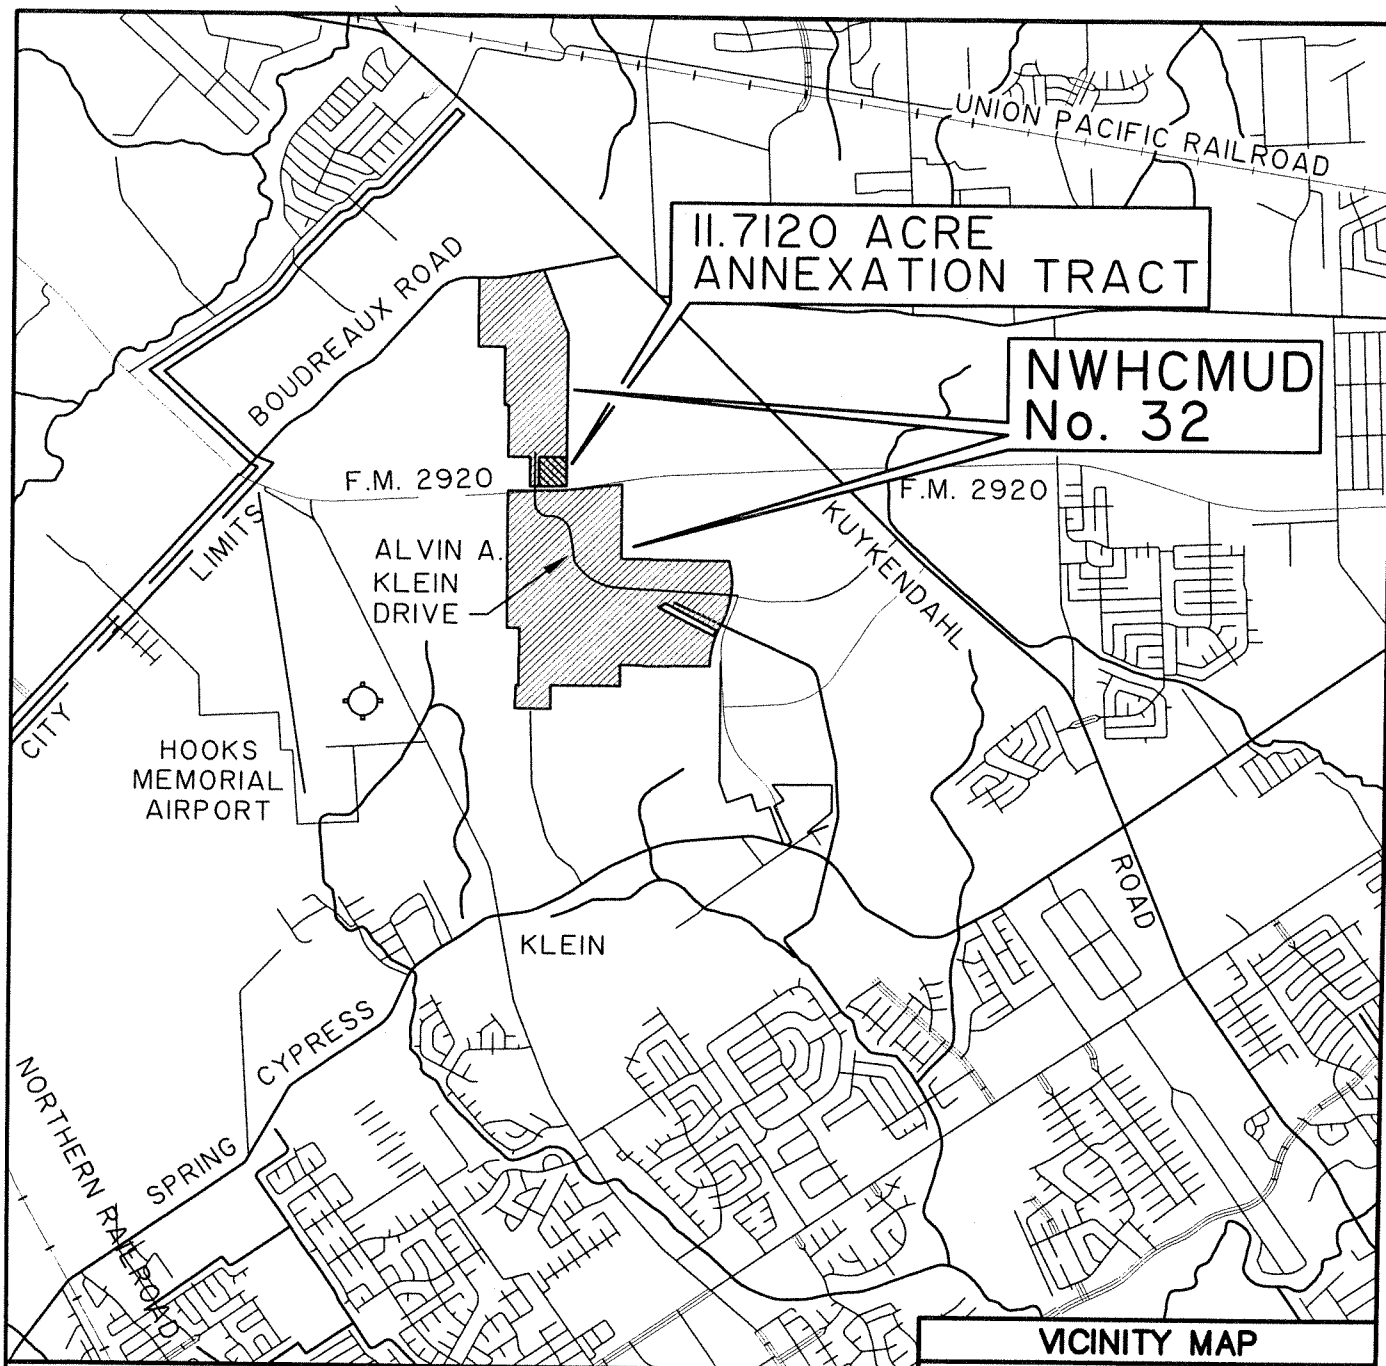 UNION PACIFIC RAILROAD
11.7120 ACRE
ANNEXATION TRACT
BOUDREAUX ROAD
NWHCMUD
No. 32
F.M. 2920
F.M. 2920
CITY LIMITS
ALVIN A.
KLEIN
DRIVE
KUYKENDAHL ROAD
HOOKS
MEMORIAL
AIRPORT
KLEIN
SPRING CYPRESS
NORTHERN RAILROAD
VICINITY MAP